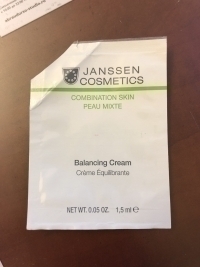 JANSSEN
COSMETICS
COMBINATION SKIN
PEAU MIXTE
Balancing Cream
Crème Equilibrante
NET WT. 0.05 OZ. 1,5 ml ℮